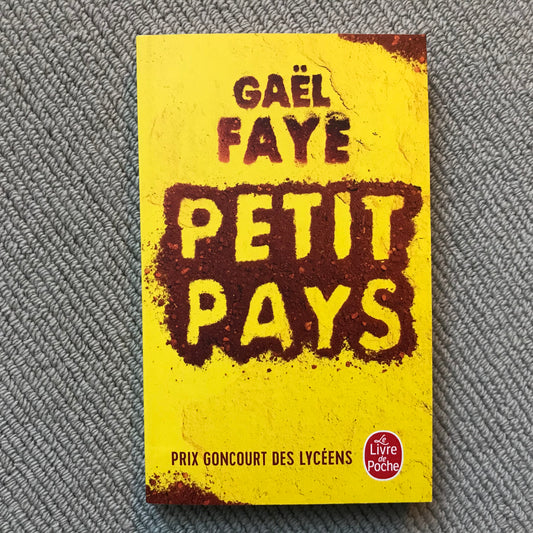 GAËL
FAYE
PETIT
PAYS
PRIX GONCOURT DES LYCÉENS
Le
Livre
de
Poche